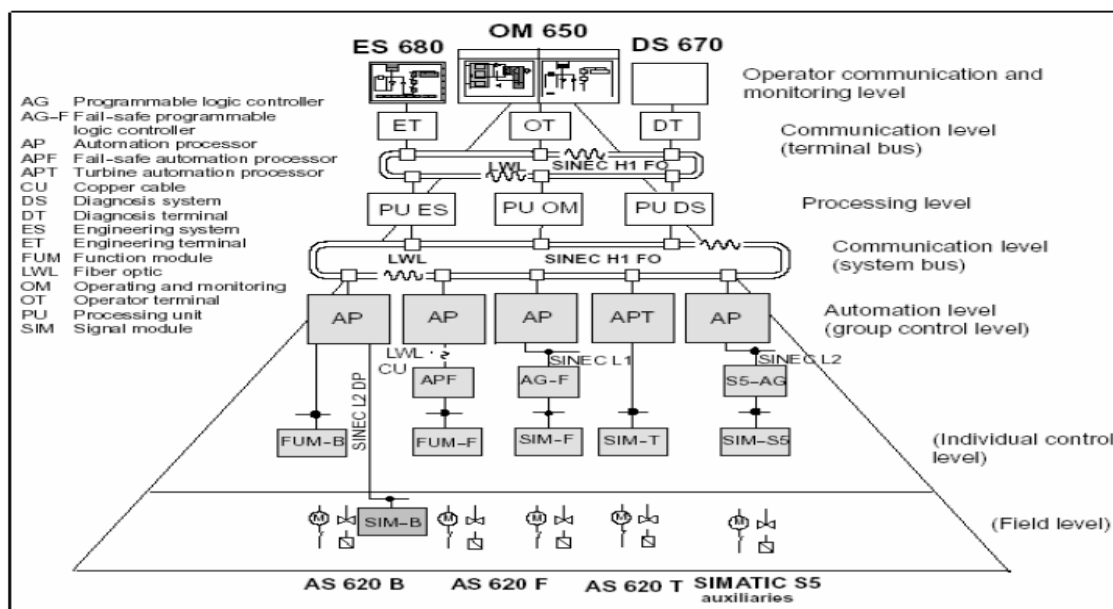 OM 650
ES 680
DS 670
Operator communication and
monitoring level
AG Programmable logic controller
AG-F Fail-safe programmable
logic controller
AP Automation processor
APF Fail-safe automation processor
APT Turbine automation processor
CU Copper cable
DS Diagnosis system
DT Diagnosis terminal
ES Engineering system
ET Engineering terminal
FUM Function module
LWL Fiber optic
OM Operating and monitoring
OT Operator terminal
PU Processing unit
SIM Signal module
ET OT DT
Communication level
(terminal bus)
LWL SINEC H1 FO
PU ES PU OM PU DS
Processing level
LWL SINEC H1 FO
Communication level
(system bus)
AP AP AP APT AP
Automation level
(group control level)
LWL
CU
SINEC L1
SINEC L2
SINEC L2 DP
APF AG-F S5-AG
FUM-B FUM-F SIM-F SIM-T SIM-S5
(Individual control
level)
M M M M M
SIM-B
(Field level)
AS 620 B AS 620 F AS 620 T SIMATIC S5
auxiliaries